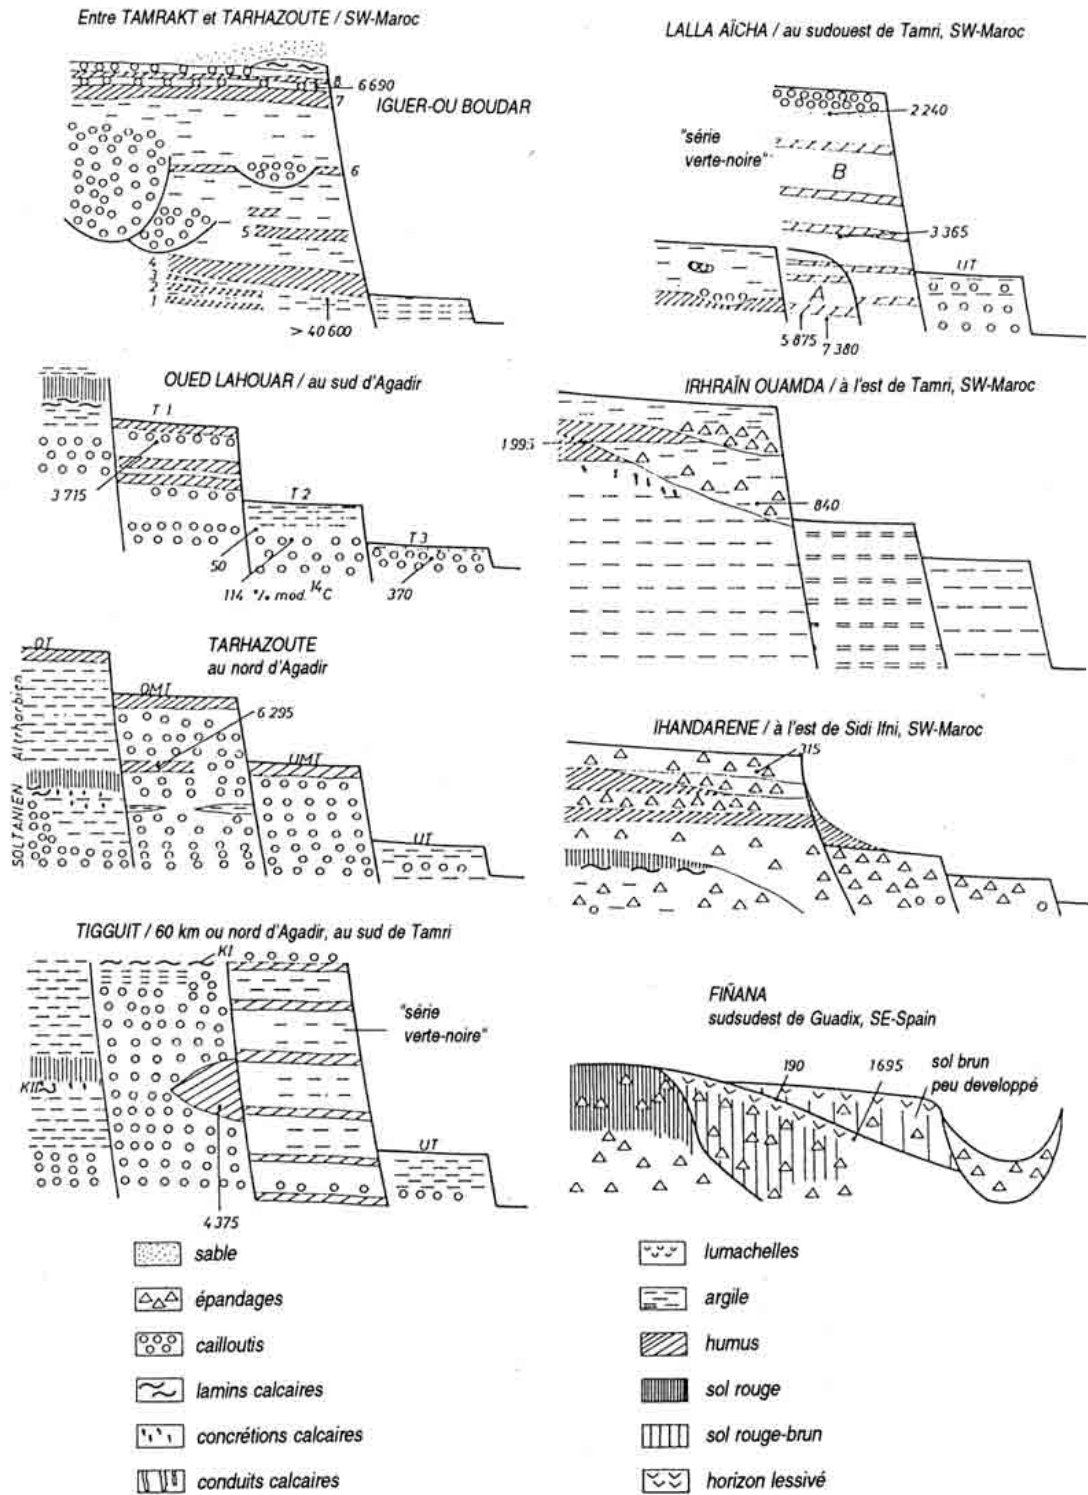 Entre TAMRAKT et TARHAZOUTE / SW-Maroc
8
6 690
7
IGUER-OU BOUDAR
6
5
4
3
2
1
> 40 600
LALLA AÏCHA / au sudouest de Tamri, SW-Maroc
2 240
"série
verte-noire"
B
3 365
UT
A
5 875
7 380
OUED LAHOUAR / au sud d'Agadir
T 1
3 715
T 2
T 3
50
114 % mod. 14C
370
IRHRAÏN OUAMDA / à l'est de Tamri, SW-Maroc
1 995
840
TARHAZOUTE
au nord d'Agadir
OT
OMT
6 295
UMT
UT
SOLTANIEN
IHANDARENE / à l'est de Sidi Ifni, SW-Maroc
315
TIGGUIT / 60 km ou nord d'Agadir, au sud de Tamri
KI
"série
verte-noire"
KII
UT
4 375
FIÑANA
sudsudest de Guadix, SE-Spain
190
1695
sol brun
peu developpé
sable
épandages
cailloutis
lamins calcaires
concrétions calcaires
conduits calcaires
lumachelles
argile
humus
sol rouge
sol rouge-brun
horizon lessivé